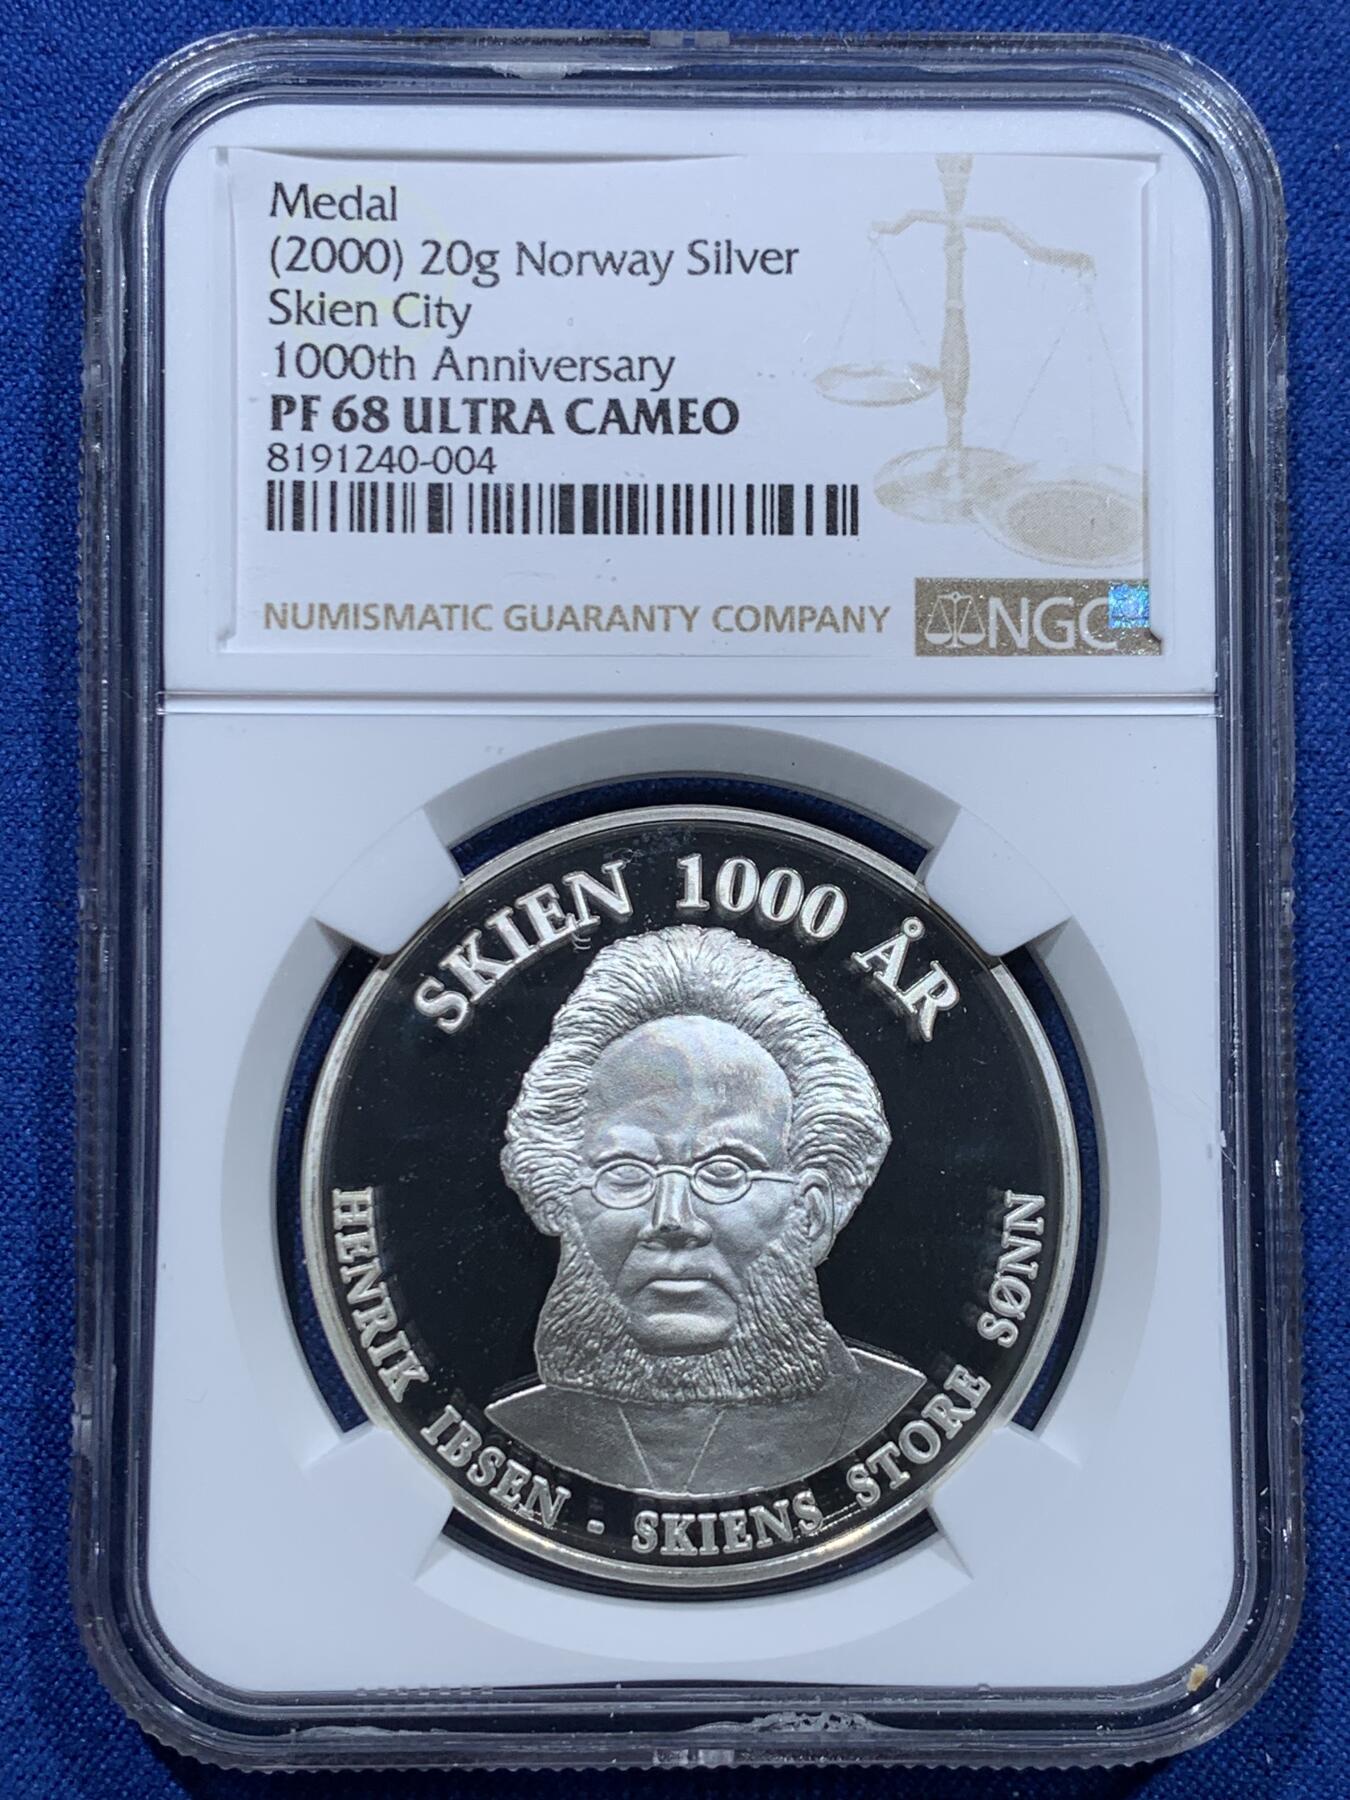 Medal
(2000) 20g Norway Silver
Skien City
1000th Anniversary
PF 68 ULTRA CAMEO
8191240-004
NUMISMATIC GUARANTY COMPANY
NGC
SKIEN 1000 ÅR
HENRIK IBSEN - SKIENS STORE SØNN